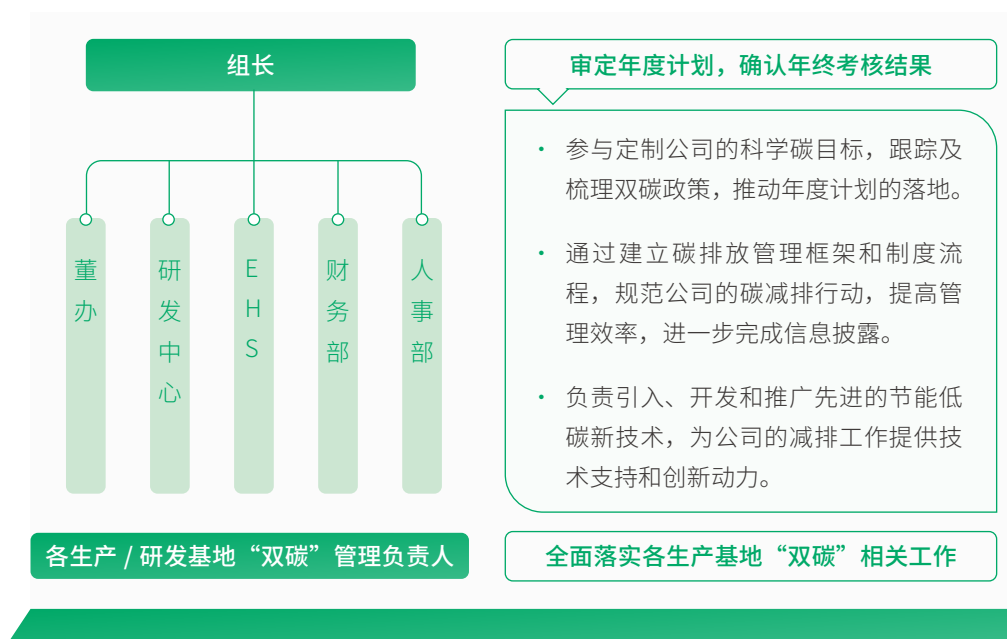 组长
董办
研发中心
EHS
财务部
人事部
各生产 / 研发基地“双碳”管理负责人
审定年度计划，确认年终考核结果
· 参与定制公司的科学碳目标，跟踪及
梳理双碳政策，推动年度计划的落地。
· 通过建立碳排放管理框架和制度流
程，规范公司的碳减排行动，提高管
理效率，进一步完成信息披露。
· 负责引入、开发和推广先进的节能低
碳新技术，为公司的减排工作提供技
术支持和创新动力。
全面落实各生产基地“双碳”相关工作